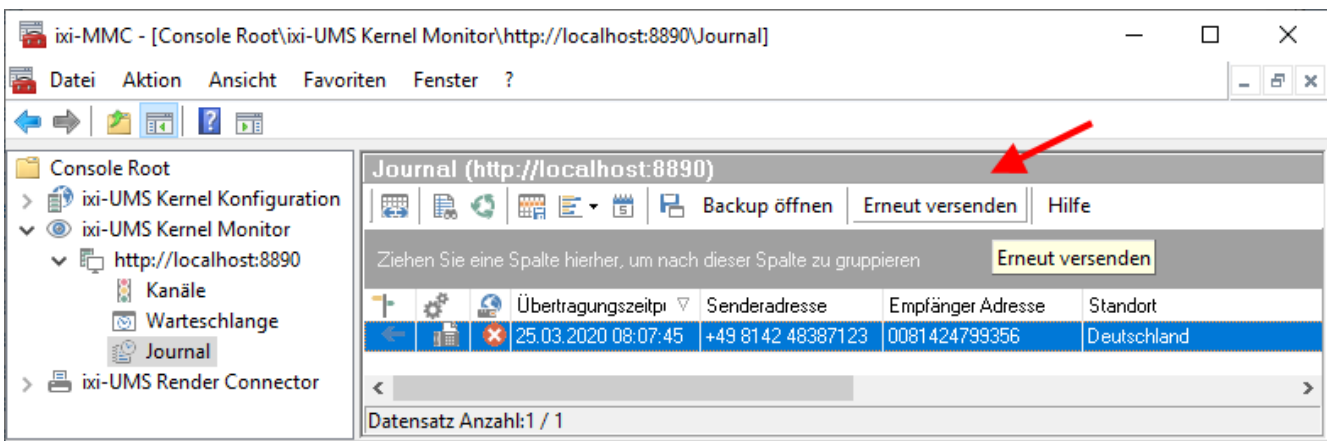 ixi-MMC - [Console Root\ixi-UMS Kernel Monitor\http://localhost:8890\Journal]
Datei Aktion Ansicht Favoriten Fenster ?
Console Root
ixi-UMS Kernel Konfiguration
ixi-UMS Kernel Monitor
http://localhost:8890
Kanäle
Warteschlange
Journal
ixi-UMS Render Connector
Journal (http://localhost:8890)
Backup öffnen Erneut versenden Hilfe
Ziehen Sie eine Spalte hierher, um nach dieser Spalte zu gruppieren
Erneut versenden
Übertragungszeitp Senderadresse Empfänger Adresse Standort
25.03.2020 08:07:45 +49 8142 48387123 0081424799356 Deutschland
Datensatz Anzahl:1 / 1